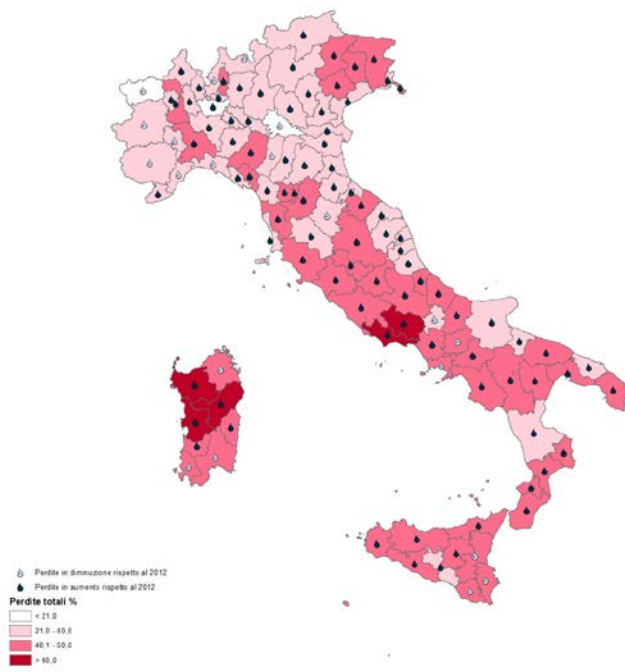 Perdite in diminuzione rispetto al 2012
Perdite in aumento rispetto al 2012
Perdite totali %
< 21,0
21,0 - 40,0
40,1 - 60,0
> 60,0